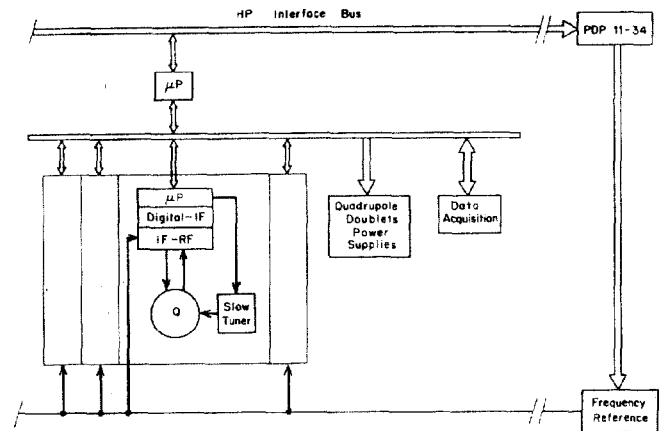 HP Interface Bus
PDP 11-34
μP
μP
Digital-IF
IF-RF
Q
Slow
Tuner
Quadrupole
Doublets
Power
Supplies
Data
Acquisition
Frequency
Reference